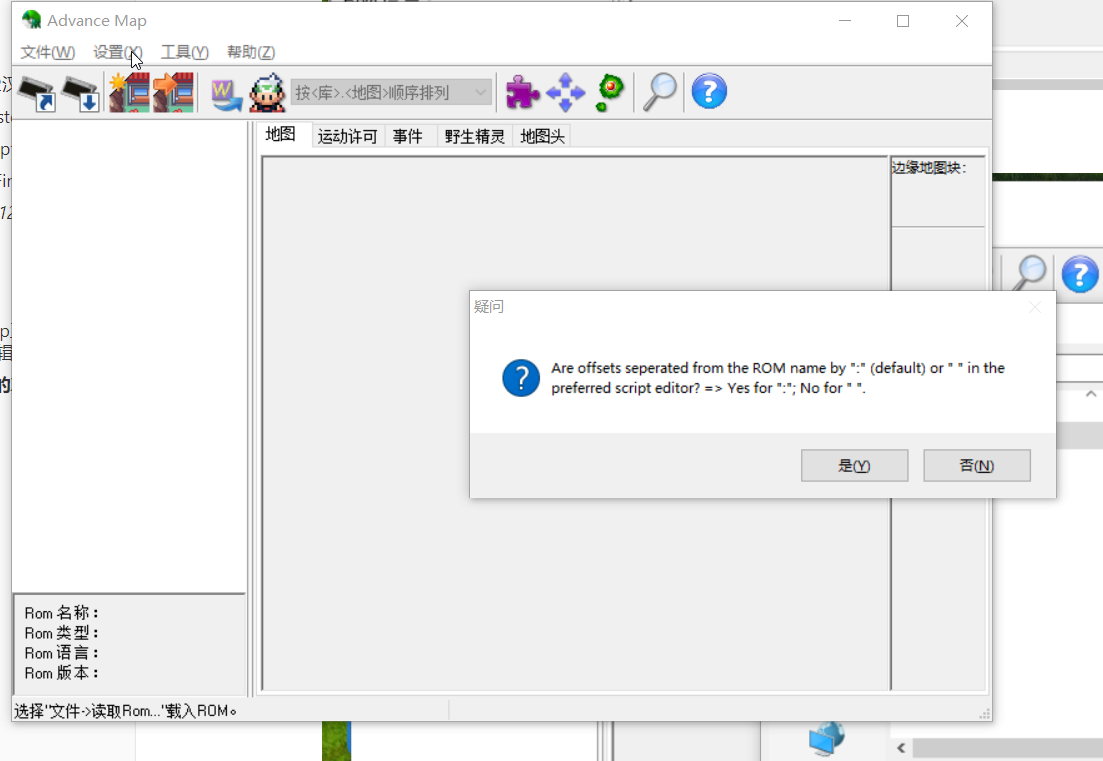 Advance Map
文件(W) 设置(X) 工具(Y) 帮助(Z)
按<库>.<地图>顺序排列
地图 运动许可 事件 野生精灵 地图头
边缘地图块:
疑问
Are offsets seperated from the ROM name by ":" (default) or " " in the
preferred script editor? => Yes for ":"; No for " ".
是(Y) 否(N)
Rom 名称:
Rom 类型:
Rom 语言:
Rom 版本:
选择"文件->读取Rom..."载入ROM。